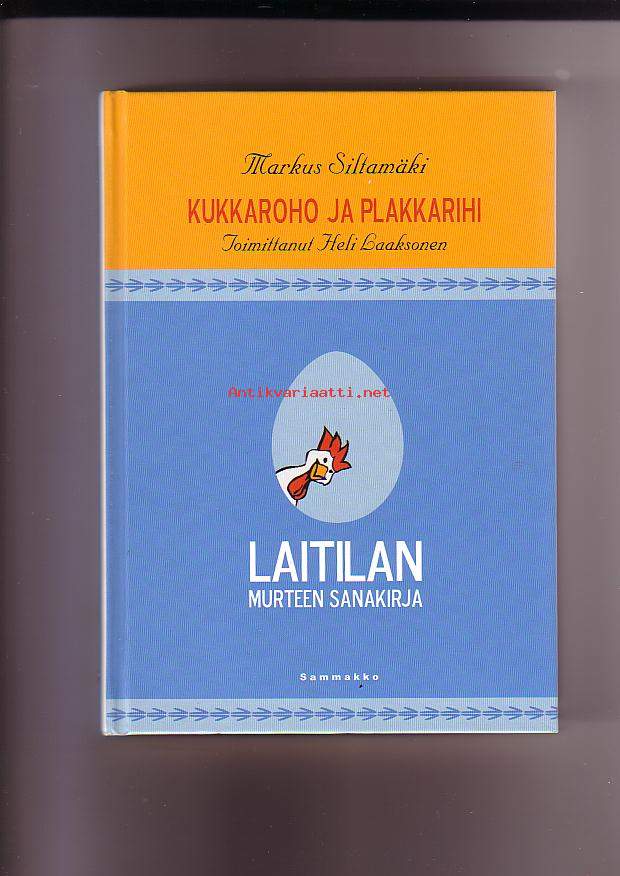 Markus Siltamäki
KUKKAROHO JA PLAKKARIHI
Toimittanut Heli Laaksonen
Antikvariaatti.net
LAITILAN
MURTEEN SANAKIRJA
Sammakko